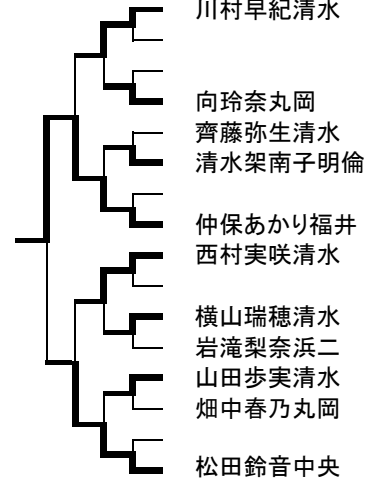 川村早紀清水
向玲奈丸岡
齊藤弥生清水
清水架南子明倫
仲保あかり福井
西村実咲清水
横山瑞穂清水
岩滝梨奈浜二
山田歩実清水
畑中春乃丸岡
松田鈴音中央